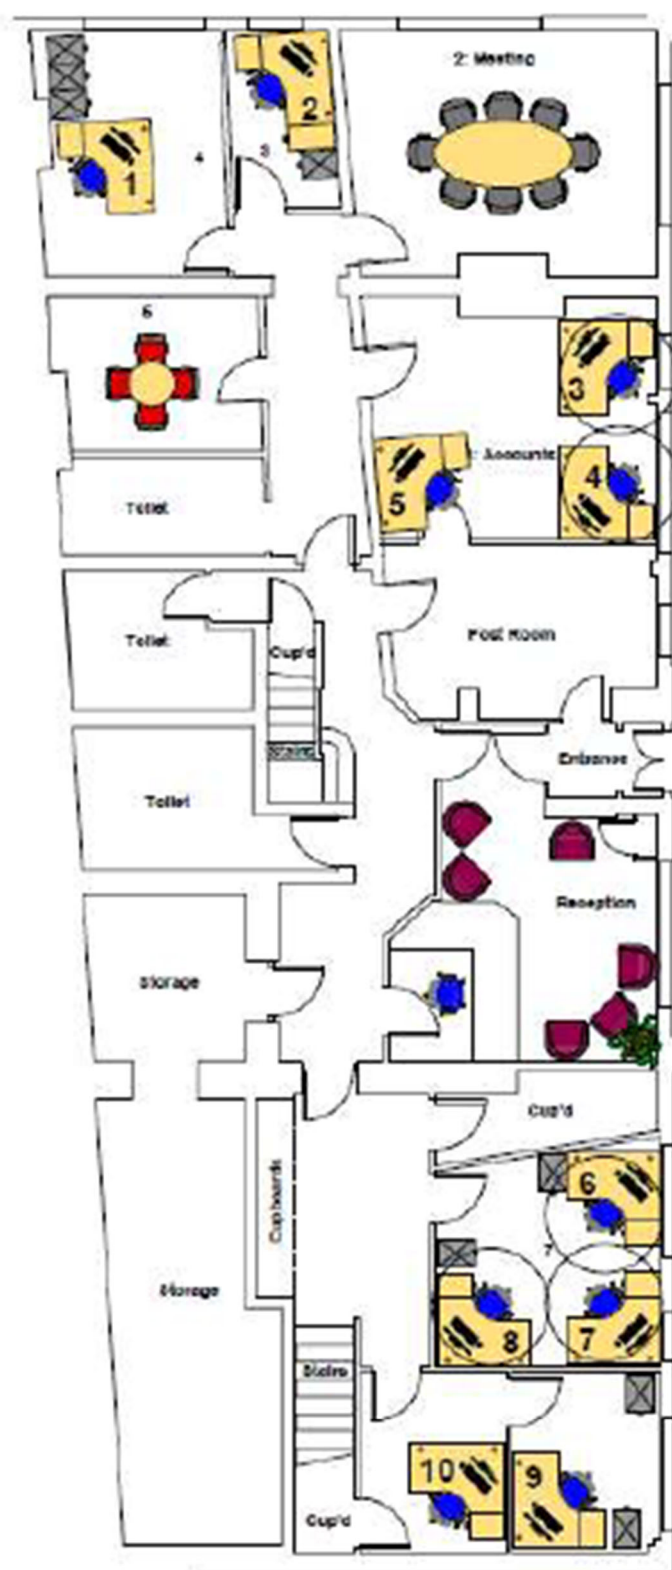 2: Meeting
2
4
3
1
6
3
: Accounts
4
5
Toilet
Toilet
Cup'd
Post Room
Stairs
Entrance
Toilet
Reception
Storage
Cup'd
Cupboards
6
7
Storage
8
7
Stairs
10
9
Cup'd